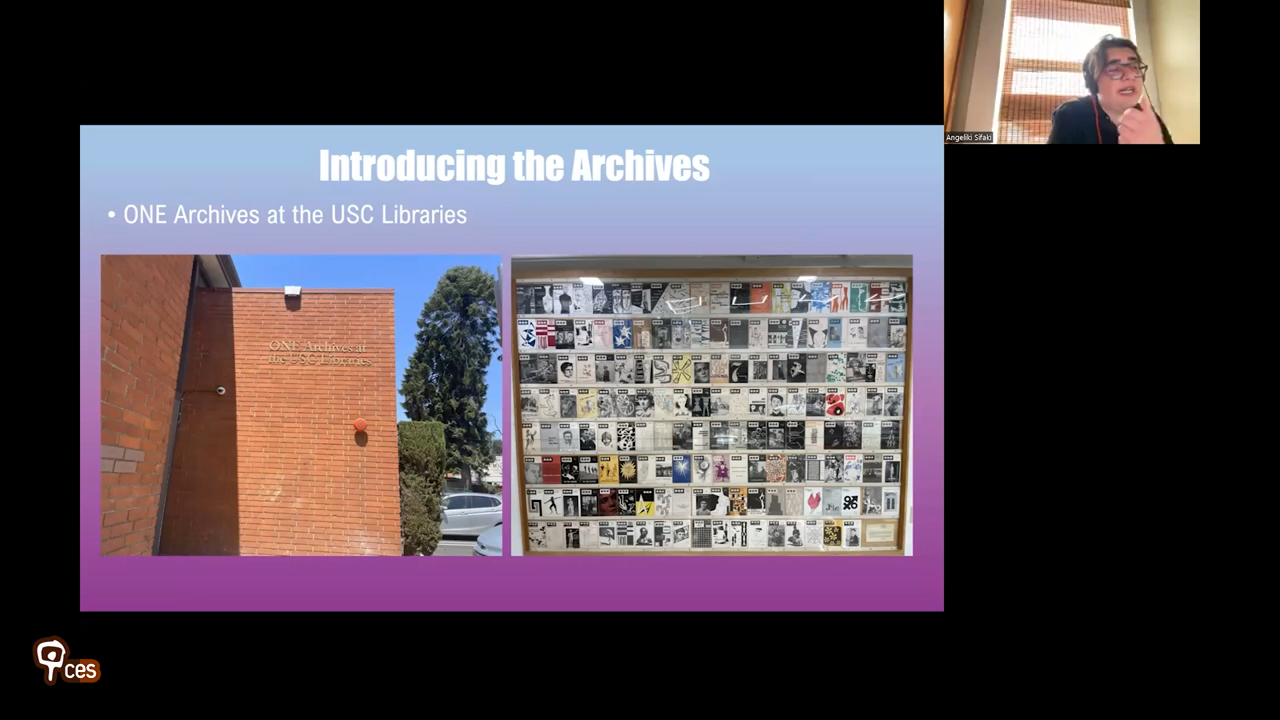 Angeliki Sifaki
Introducing the Archives
• ONE Archives at the USC Libraries
ONE Archives at
the USC Libraries
ces